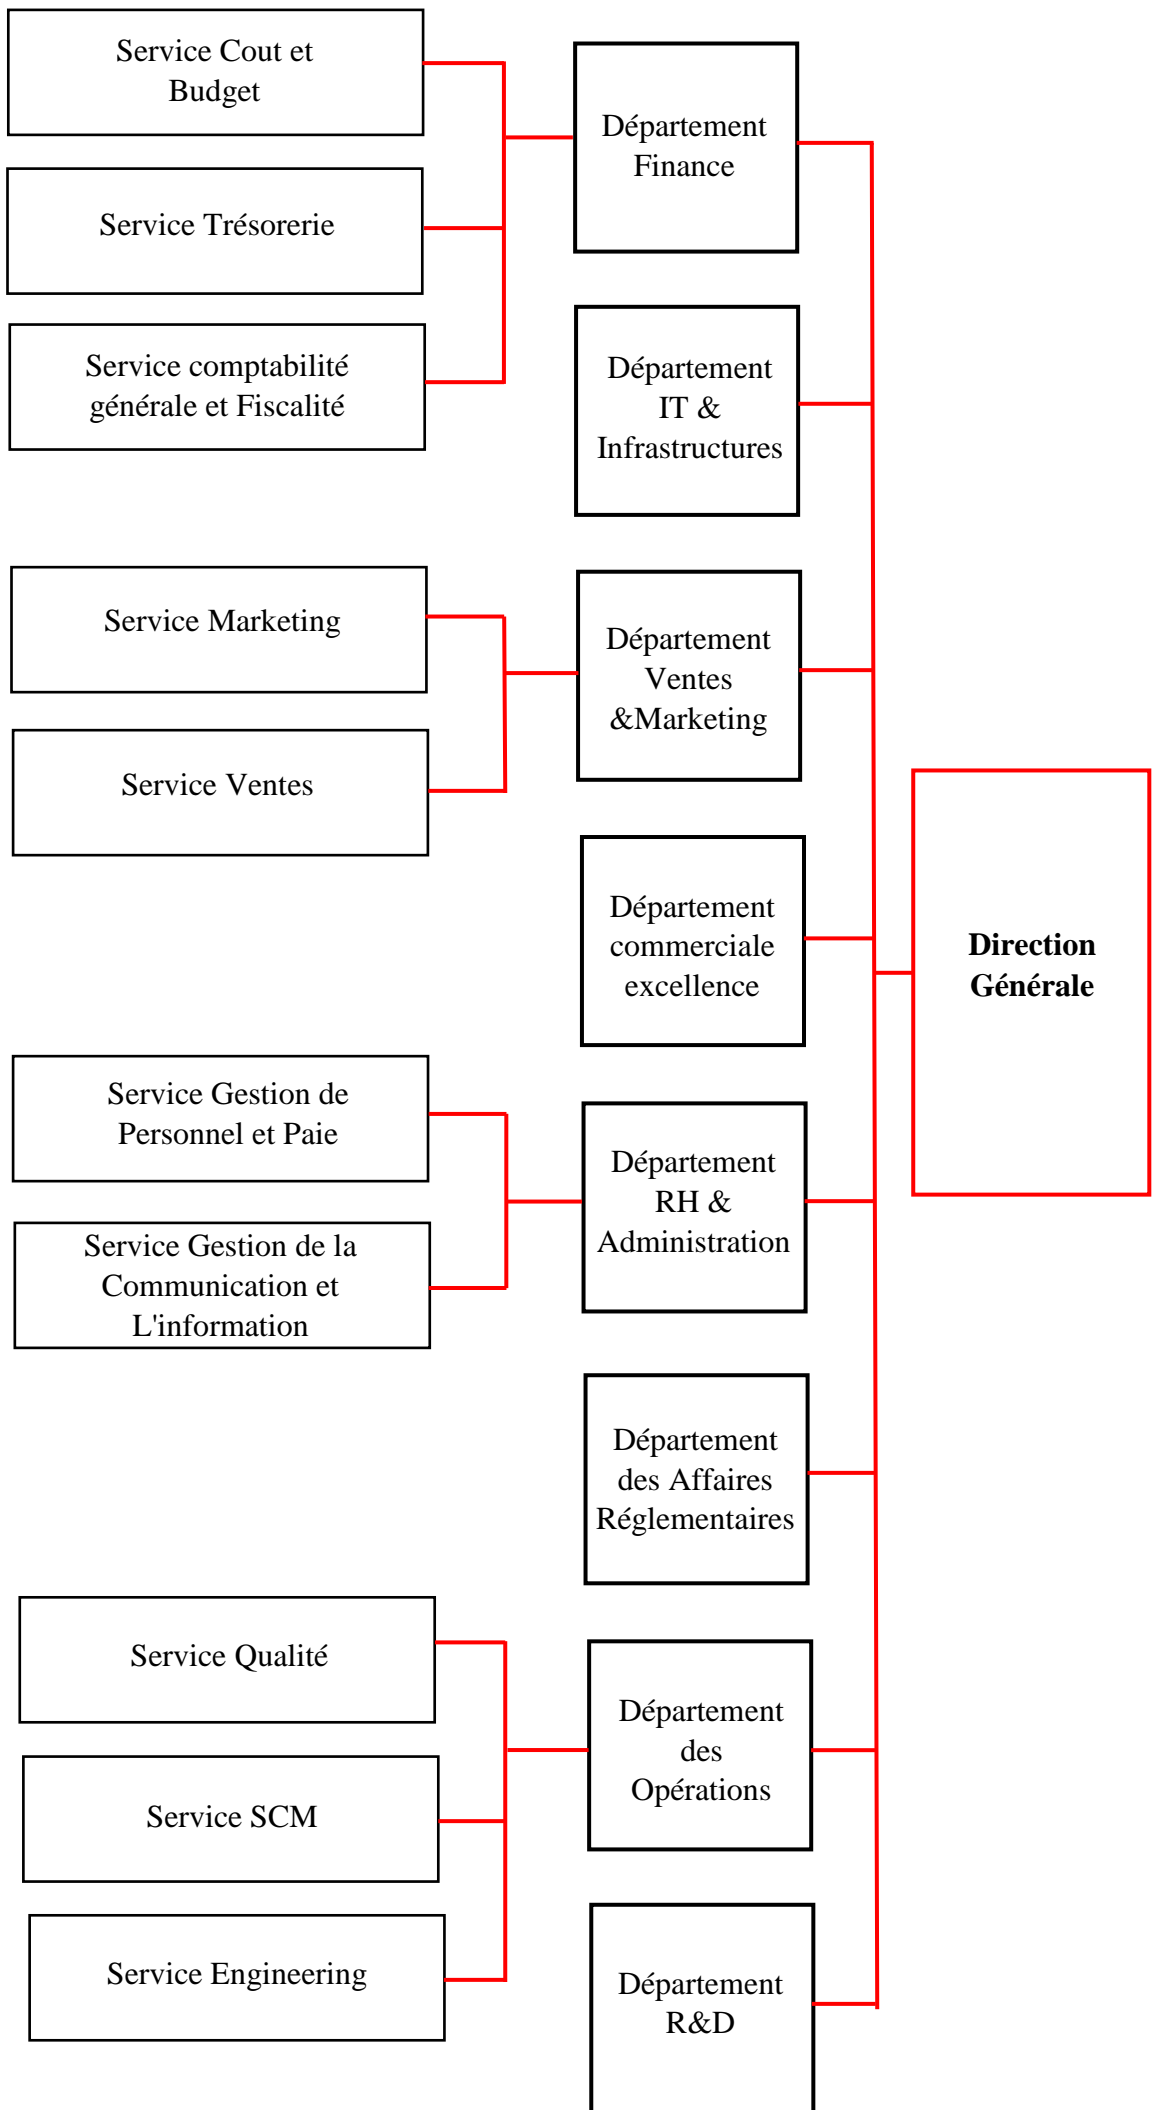 Service Cout et
Budget
Service Trésorerie
Service comptabilité
générale et Fiscalité
Département
Finance
Département
IT &
Infrastructures
Service Marketing
Service Ventes
Département
Ventes
&Marketing
Département
commerciale
excellence
Direction
Générale
Service Gestion de
Personnel et Paie
Service Gestion de la
Communication et
L'information
Département
RH &
Administration
Département
des Affaires
Réglementaires
Service Qualité
Service SCM
Service Engineering
Département
des
Opérations
Département
R&D